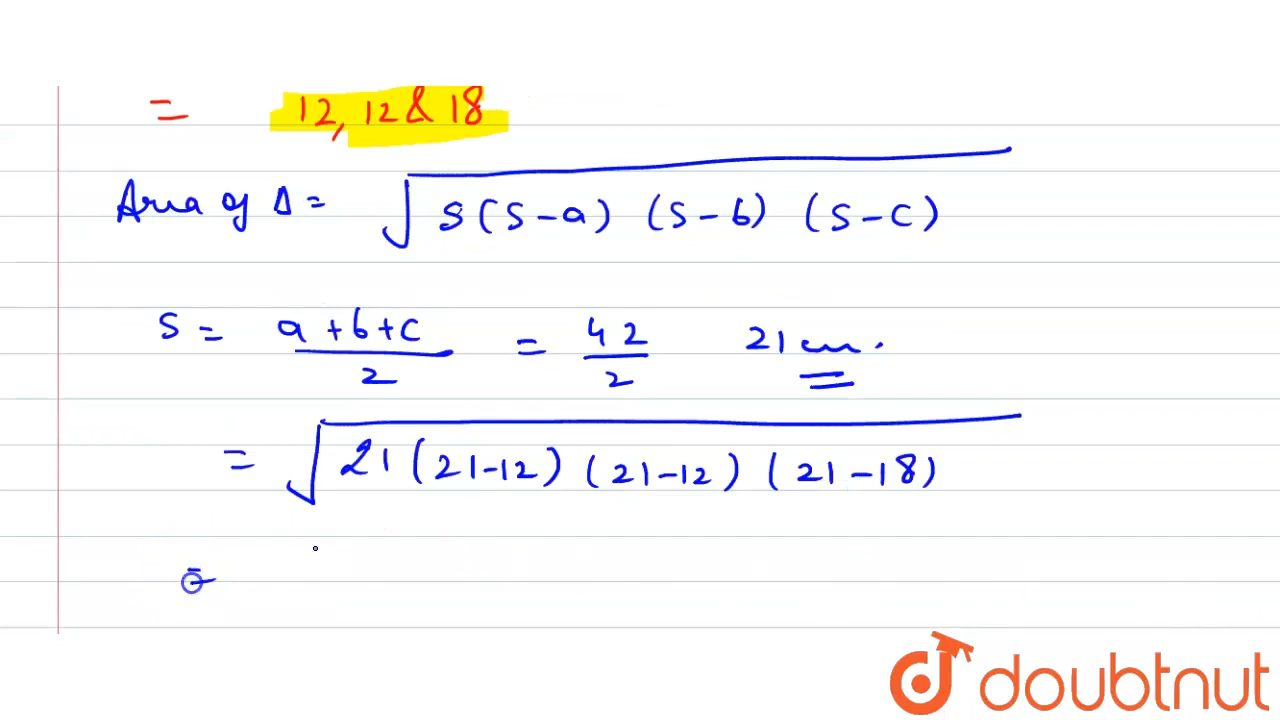 = 12, 12 & 18
Area of Δ = √s(s-a) (s-b) (s-c)
s = a+b+c/2 = 42/2 21 cm.
= √21(21-12) (21-12) (21-18)
=
doubtnut